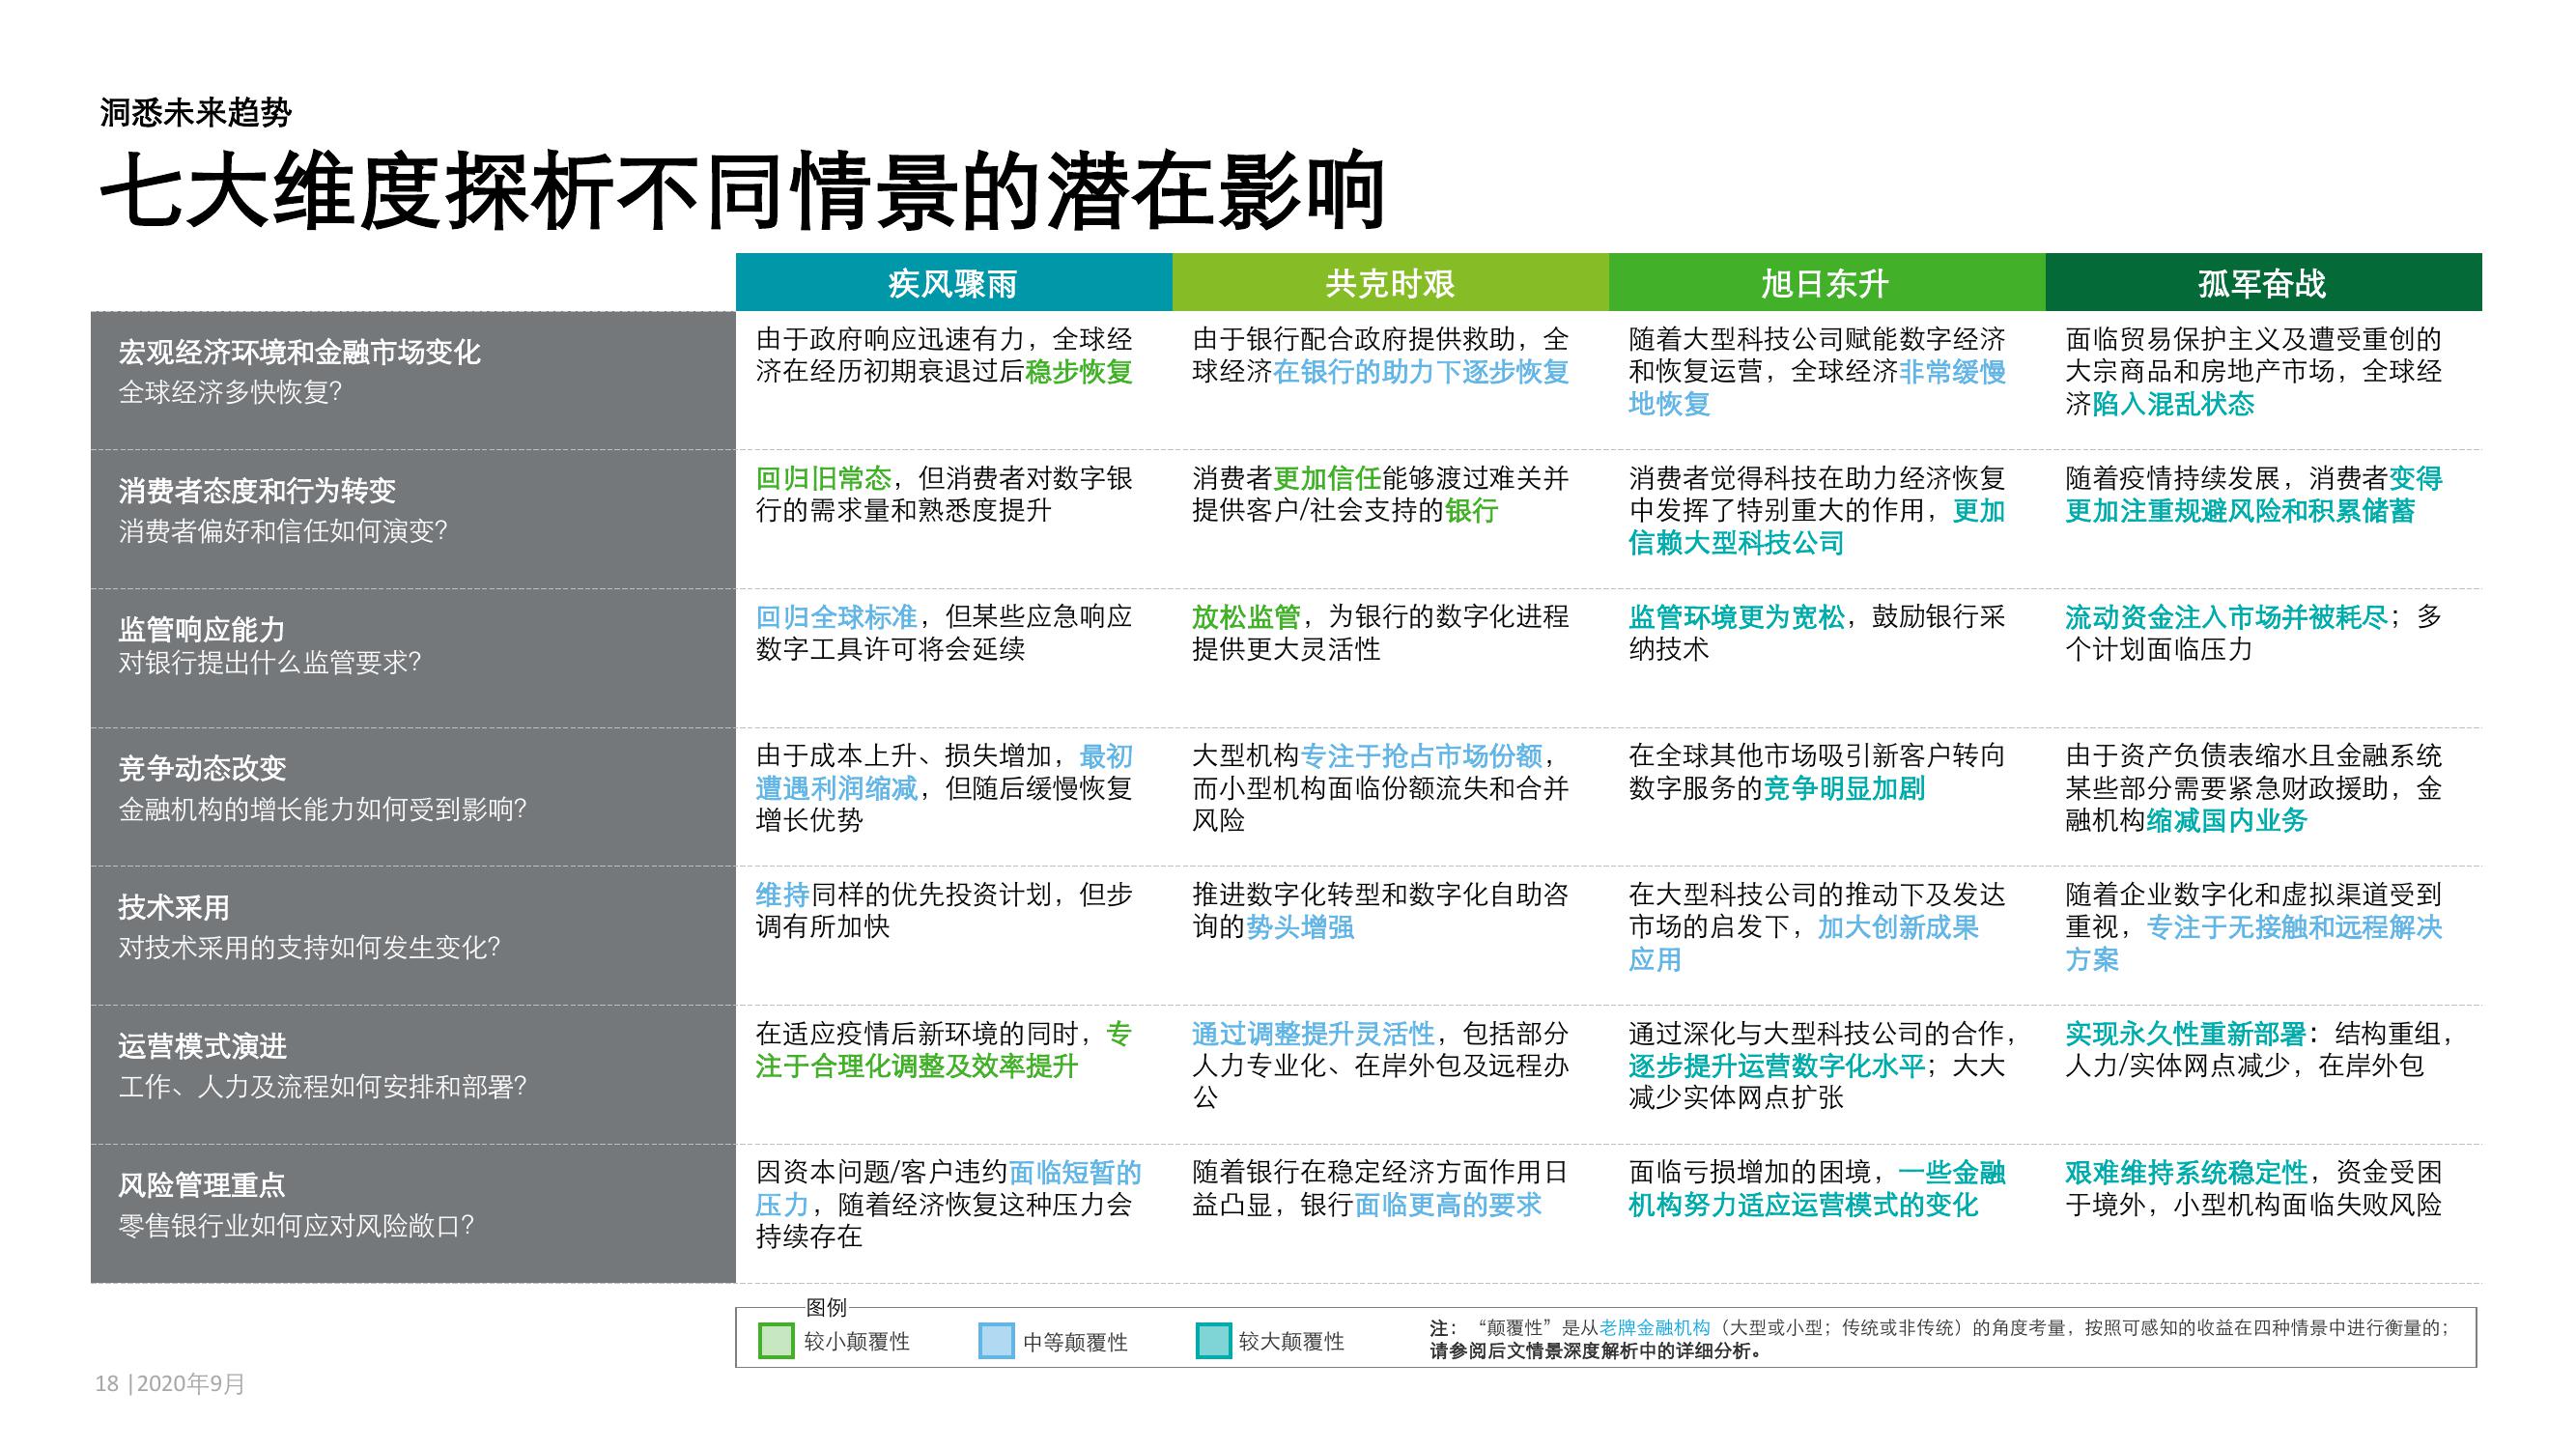 洞悉未来趋势
七大维度探析不同情景的潜在影响
疾风骤雨
共克时艰
旭日东升
孤军奋战
宏观经济环境和金融市场变化
全球经济多快恢复?
由于政府响应迅速有力，全球经
济在经历初期衰退过后稳步恢复
由于银行配合政府提供救助，全
球经济在银行的助力下逐步恢复
随着大型科技公司赋能数字经济
和恢复运营，全球经济非常缓慢
地恢复
面临贸易保护主义及遭受重创的
大宗商品和房地产市场，全球经
济陷入混乱状态
消费者态度和行为转变
消费者偏好和信任如何演变?
回归旧常态，但消费者对数字银
行的需求量和熟悉度提升
消费者更加信任能够渡过难关并
提供客户/社会支持的银行
消费者觉得科技在助力经济恢复
中发挥了特别重大的作用，更加
信赖大型科技公司
随着疫情持续发展，消费者变得
更加注重规避风险和积累储蓄
监管响应能力
对银行提出什么监管要求?
回归全球标准，但某些应急响应
数字工具许可将会延续
放松监管，为银行的数字化进程
提供更大灵活性
监管环境更为宽松，鼓励银行采
纳技术
流动资金注入市场并被耗尽；多
个计划面临压力
竞争动态改变
金融机构的增长能力如何受到影响?
由于成本上升、损失增加，最初
遭遇利润缩减，但随后缓慢恢复
增长优势
大型机构专注于抢占市场份额，
而小型机构面临份额流失和合并
风险
在全球其他市场吸引新客户转向
数字服务的竞争明显加剧
由于资产负债表缩水且金融系统
某些部分需要紧急财政援助，金
融机构缩减国内业务
技术采用
对技术采用的支持如何发生变化?
维持同样的优先投资计划，但步
调有所加快
推进数字化转型和数字化自助咨
询的势头增强
在大型科技公司的推动下及发达
市场的启发下，加大创新成果
应用
随着企业数字化和虚拟渠道受到
重视，专注于无接触和远程解决
方案
运营模式演进
工作、人力及流程如何安排和部署?
在适应疫情后新环境的同时，专
注于合理化调整及效率提升
通过调整提升灵活性，包括部分
人力专业化、在岸外包及远程办
公
通过深化与大型科技公司的合作，
逐步提升运营数字化水平；大大
减少实体网点扩张
实现永久性重新部署：结构重组，
人力/实体网点减少，在岸外包
风险管理重点
零售银行业如何应对风险敞口?
因资本问题/客户违约面临短暂的
压力，随着经济恢复这种压力会
持续存在
随着银行在稳定经济方面作用日
益凸显，银行面临更高的要求
面临亏损增加的困境，一些金融
机构努力适应运营模式的变化
艰难维持系统稳定性，资金受困
于境外，小型机构面临失败风险
图例
较小颠覆性
中等颠覆性
较大颠覆性
注：“颠覆性”是从老牌金融机构（大型或小型；传统或非传统）的角度考量，按照可感知的收益在四种情景中进行衡量的；
请参阅后文情景深度解析中的详细分析。
18 |2020年9月